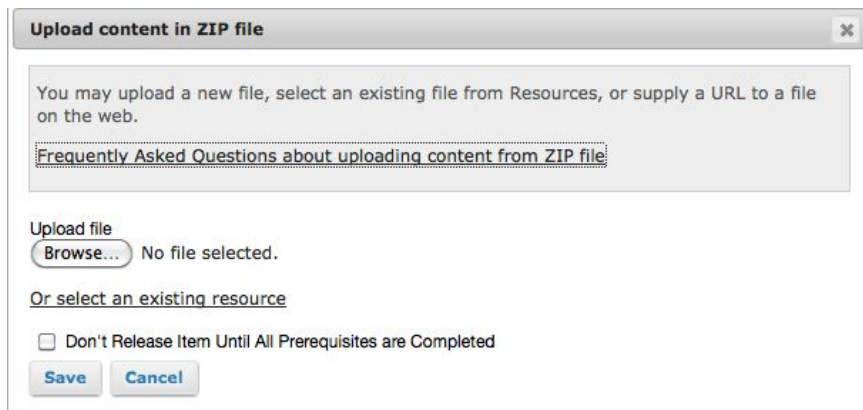 Upload content in ZIP file
You may upload a new file, select an existing file from Resources, or supply a URL to a file
on the web.
Frequently Asked Questions about uploading content from ZIP file
Upload file
Browse... No file selected.
Or select an existing resource
Don't Release Item Until All Prerequisites are Completed
Save Cancel